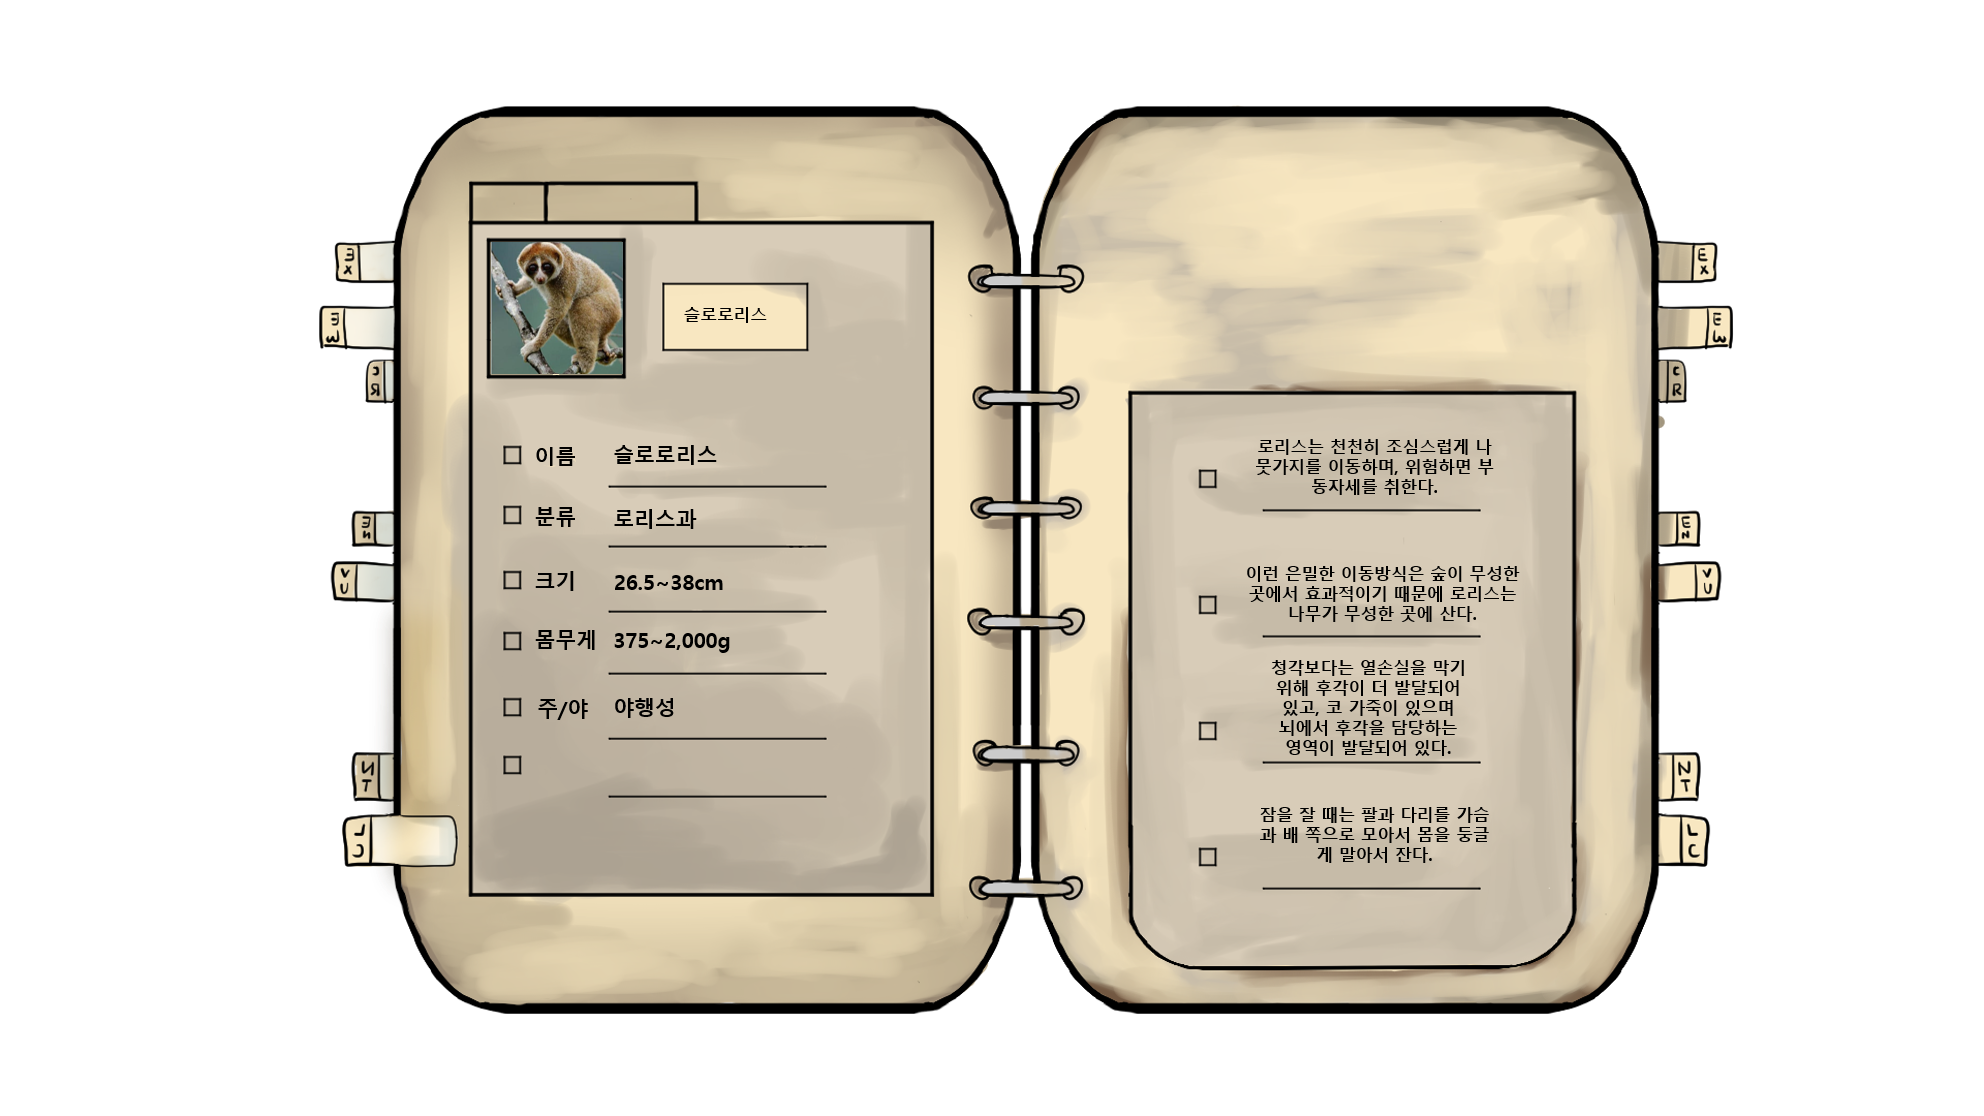 슬로로리스
이름 슬로로리스
분류 로리스과
크기 26.5~38cm
몸무게 375~2,000g
주/야 야행성
로리스는 천천히 조심스럽게 나
뭇가지를 이동하며, 위험하면 부
동자세를 취한다.
이런 은밀한 이동방식은 숲이 무성한
곳에서 효과적이기 때문에 로리스는
나무가 무성한 곳에 산다.
청각보다는 열손실을 막기
위해 후각이 더 발달되어
있고, 코 가죽이 있으며
뇌에서 후각을 담당하는
영역이 발달되어 있다.
잠을 잘 때는 팔과 다리를 가슴
과 배 쪽으로 모아서 몸을 둥글
게 말아서 잔다.
EX
EW
CR
EN
VU
NT
LC
EX
EW
CR
EN
VU
NT
LC